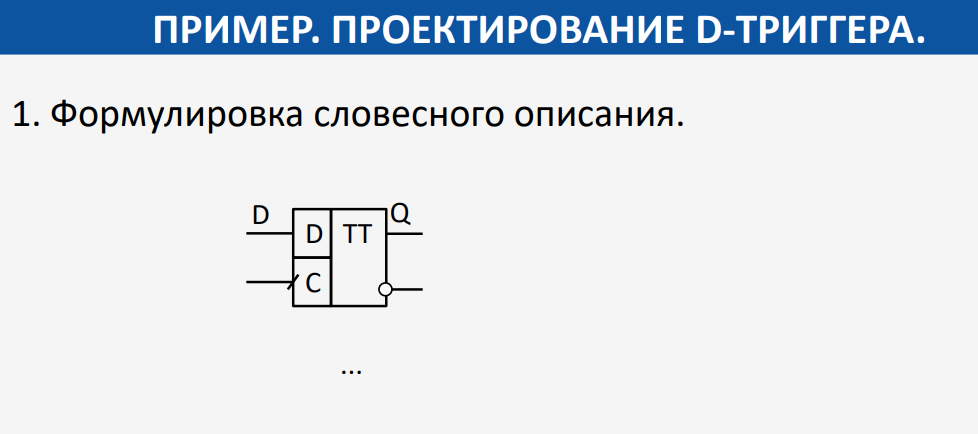 ПРИМЕР. ПРОЕКТИРОВАНИЕ D-ТРИГГЕРА.
1. Формулировка словесного описания.
D
Q
D
TT
C
...